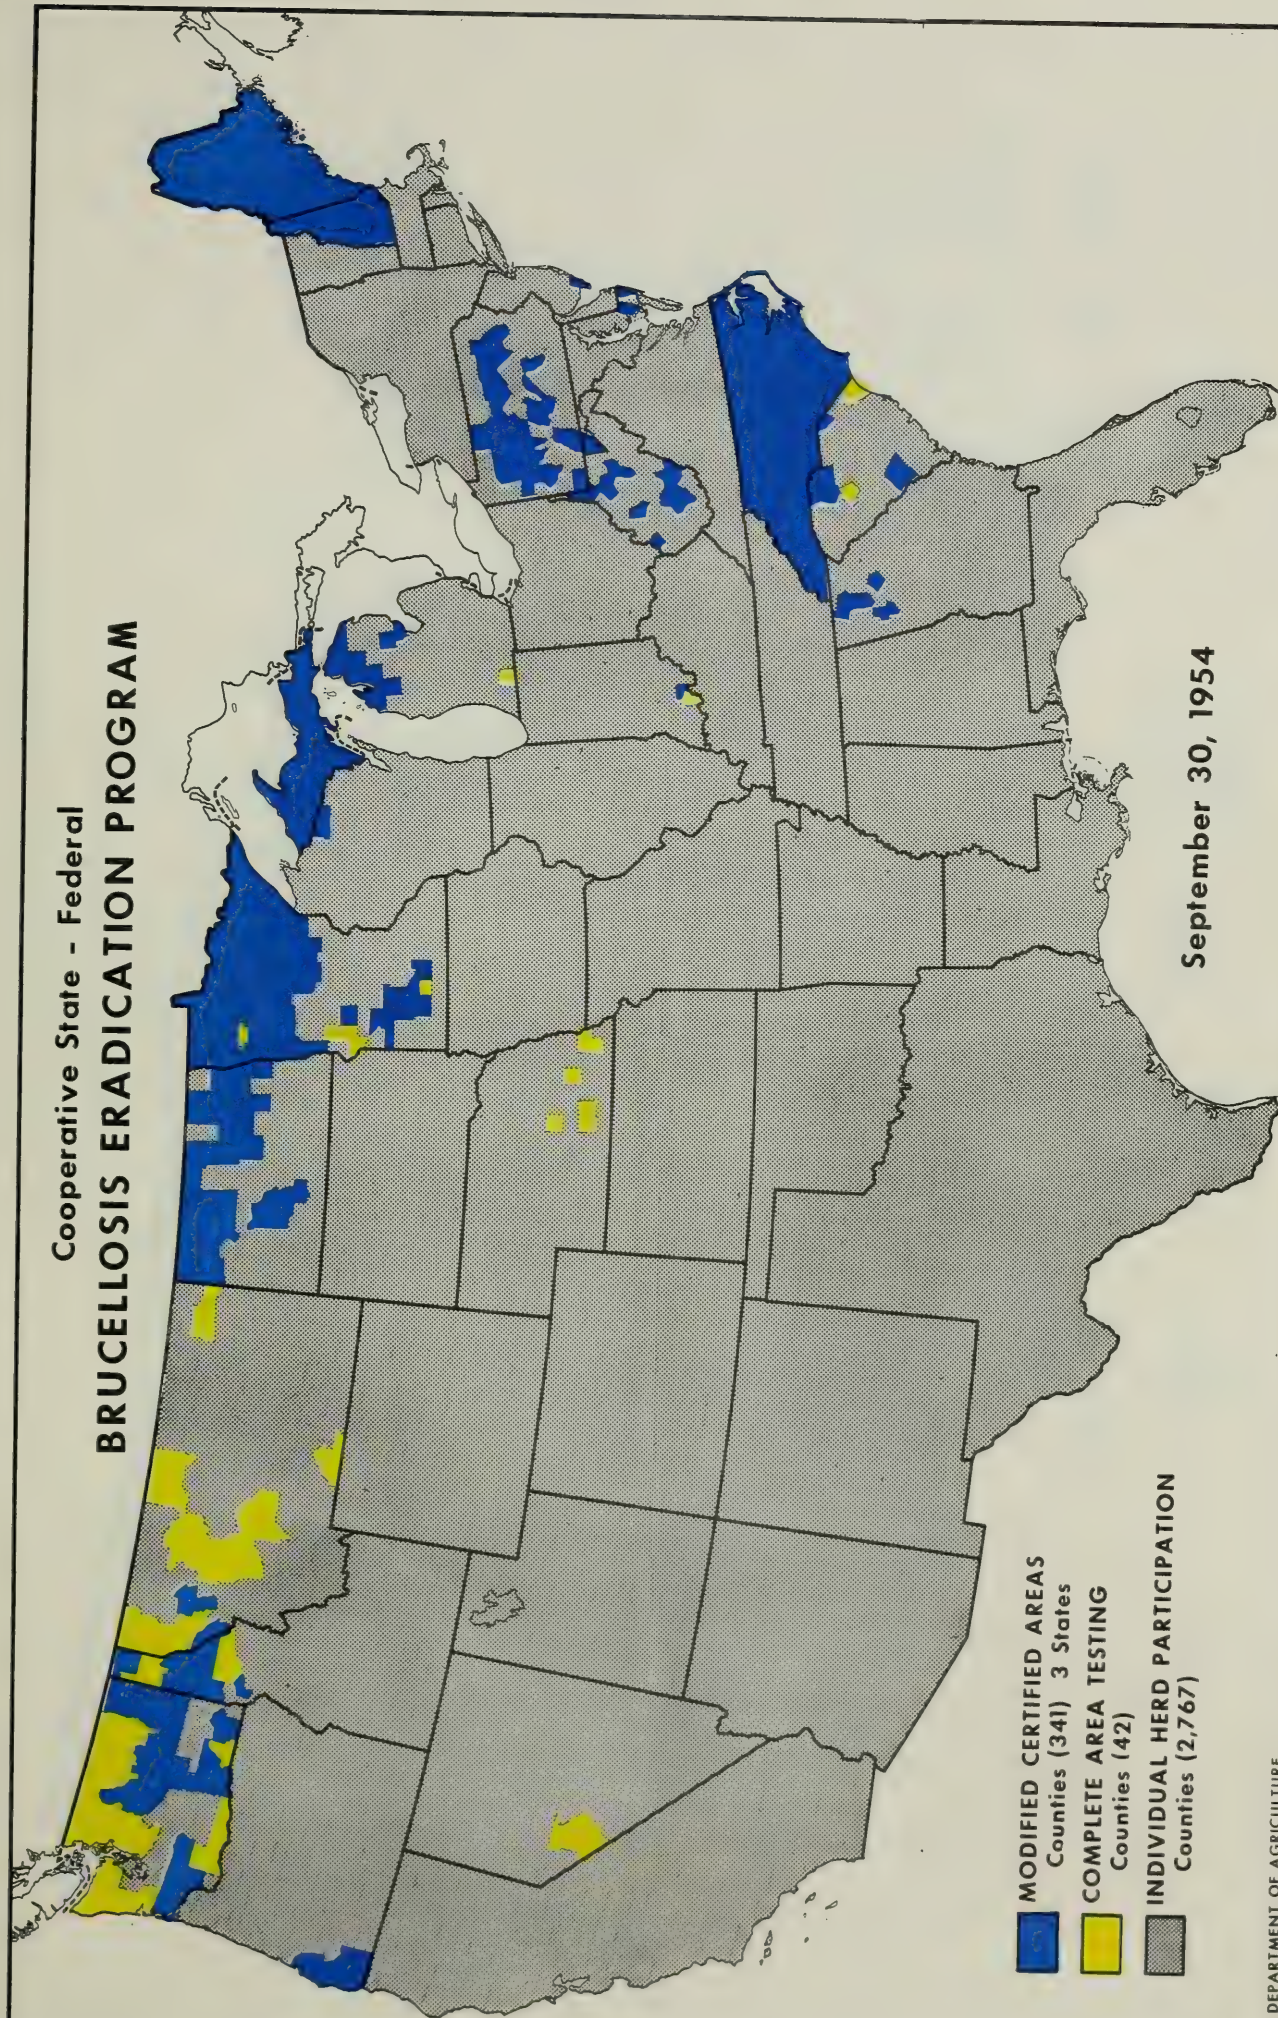 Cooperative State - Federal
BRUCELLOSIS ERADICATION PROGRAM
September 30, 1954
MODIFIED CERTIFIED AREAS
Counties (341) 3 States
COMPLETE AREA TESTING
Counties (42)
INDIVIDUAL HERD PARTICIPATION
Counties (2,767)
DEPARTMENT OF AGRICULTURE